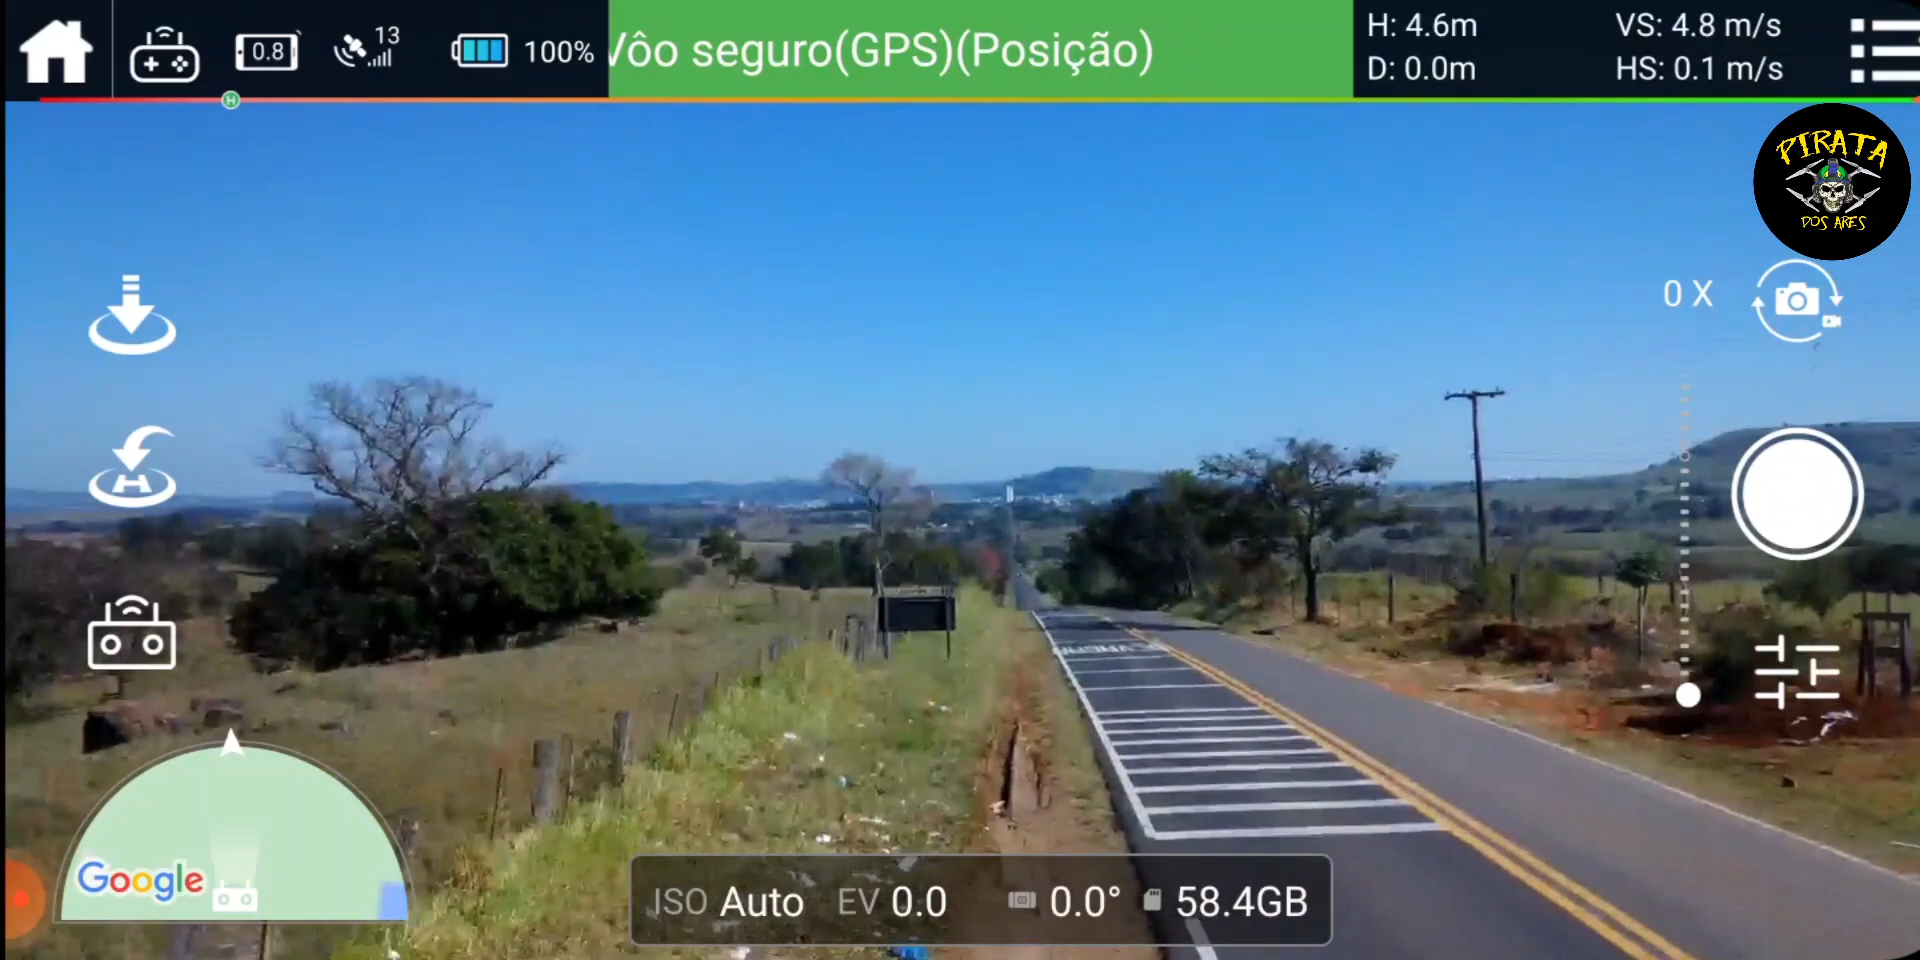 0.8
13
100%
Vôo seguro(GPS)(Posição)
H: 4.6m
VS: 4.8 m/s
D: 0.0m
HS: 0.1 m/s
PIRATA
DOS ARES
0 X
Google
ISO Auto EV 0.0 0.0° 58.4GB